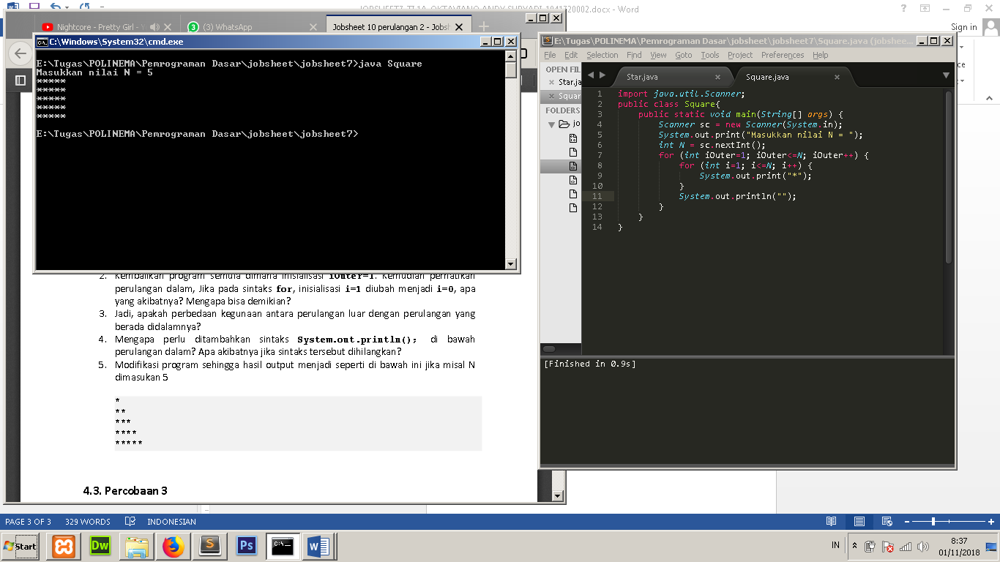 JOBSHEET7_TI.1A_OKTAVIANO ANDY SURYADI_1841720002.docx - Word
Sign in
Nightcore - Pretty Girl -
(3) WhatsApp
Jobsheet 10 perulangan 2 - Jobs
C:\Windows\System32\cmd.exe
E:\Tugas\POLINEMA\Pemrograman Dasar\jobsheet\jobsheet7>java Square
Masukkan nilai N = 5
*****
*****
*****
*****
*****
E:\Tugas\POLINEMA\Pemrograman Dasar\jobsheet\jobsheet7>
2. Kembalikan program semula dimana inisialisasi iOuter=1. Kemudian perhatikan
perulangan dalam, Jika pada sintaks for, inisialisasi i=1 diubah menjadi i=0, apa
yang akibatnya? Mengapa bisa demikian?
3. Jadi, apakah perbedaan kegunaan antara perulangan luar dengan perulangan yang
berada didalamnya?
4. Mengapa perlu ditambahkan sintaks System.out.println(); di bawah
perulangan dalam? Apa akibatnya jika sintaks tersebut dihilangkan?
5. Modifikasi program sehingga hasil output menjadi seperti di bawah ini jika misal N
dimasukan 5
*
**
***
****
*****
4.3. Percobaan 3
E:\Tugas\POLINEMA\Pemrograman Dasar\jobsheet\jobsheet7\Square.java (jobshee...
File Edit Selection Find View Goto Tools Project Preferences Help
OPEN FIL
Star.ja
Square
FOLDERS
jo
Star.java
Square.java
1 import java.util.Scanner;
2 public class Square{
3 public static void main(String[] args) {
4 Scanner sc = new Scanner(System.in);
5 System.out.print("Masukkan nilai N = ");
6 int N = sc.nextInt();
7 for (int iOuter=1; iOuter<=N; iOuter++) {
8 for (int i=1; i<=N; i++) {
9 System.out.print("*");
10 }
11 System.out.println("");
12 }
13 }
14 }
[Finished in 0.9s]
PAGE 3 OF 3 329 WORDS INDONESIAN
Start
Dw
Ps
IN
8:37
01/11/2018